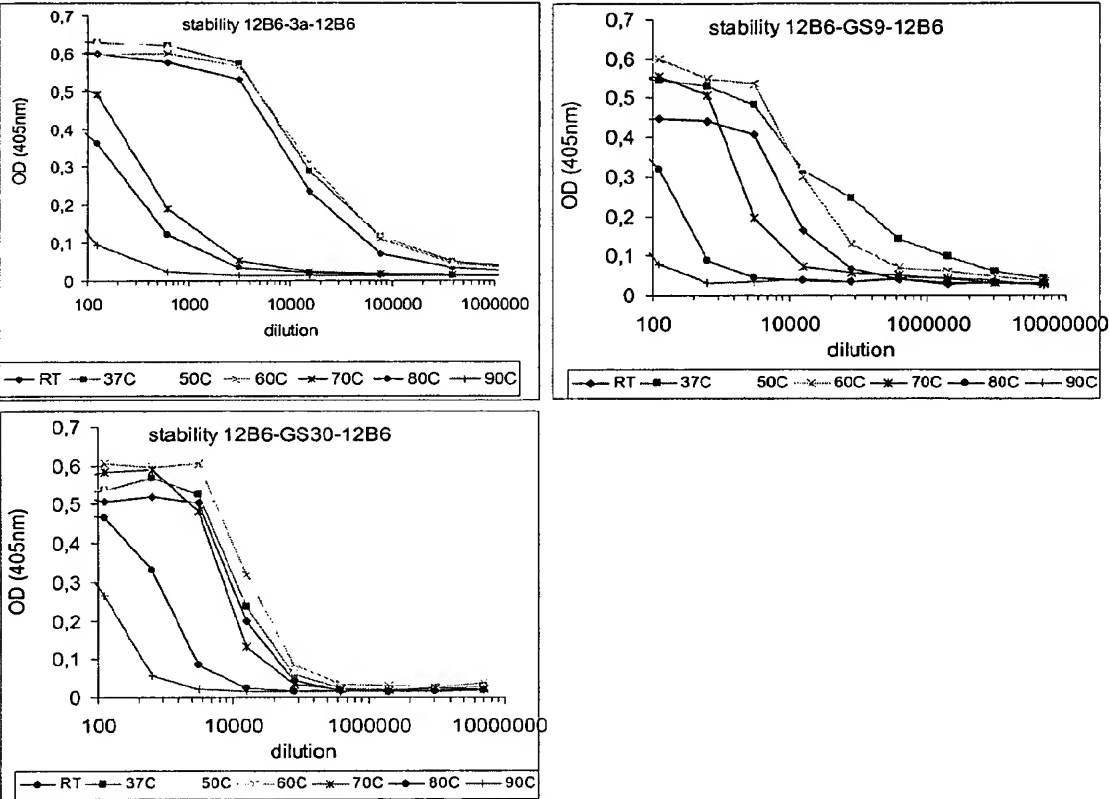 stability 12B6-3a-12B6
OD (405nm)
0,7
0,6
0,5
0,4
0,3
0,2
0,1
0
100 1000 10000 100000 1000000
dilution
RT 37C 50C 60C 70C 80C 90C
stability 12B6-GS9-12B6
OD (405nm)
0,7
0,6
0,5
0,4
0,3
0,2
0,1
0
100 10000 1000000 10000000
dilution
RT 37C 50C 60C 70C 80C 90C
stability 12B6-GS30-12B6
OD (405nm)
0,7
0,6
0,5
0,4
0,3
0,2
0,1
0
100 10000 1000000 10000000
dilution
RT 37C 50C 60C 70C 80C 90C